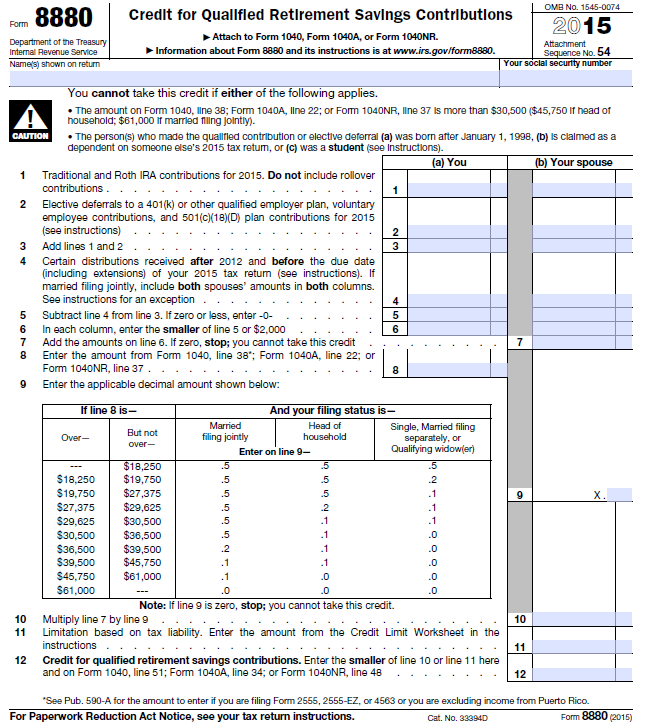 Form 8880
Department of the Treasury
Internal Revenue Service
Credit for Qualified Retirement Savings Contributions
▶ Attach to Form 1040, Form 1040A, or Form 1040NR.
▶ Information about Form 8880 and its instructions is at www.irs.gov/form8880.
OMB No. 1545-0074
2015
Attachment
Sequence No. 54
Name(s) shown on return
Your social security number
CAUTION
You cannot take this credit if either of the following applies.
• The amount on Form 1040, line 38; Form 1040A, line 22; or Form 1040NR, line 37 is more than $30,500 ($45,750 if head of
household; $61,000 if married filing jointly).
• The person(s) who made the qualified contribution or elective deferral (a) was born after January 1, 1998, (b) is claimed as a
dependent on someone else's 2015 tax return, or (c) was a student (see instructions).
(a) You (b) Your spouse
1 Traditional and Roth IRA contributions for 2015. Do not include rollover
contributions . . . . . . . . . . . . . . . . . . . 1
2 Elective deferrals to a 401(k) or other qualified employer plan, voluntary
employee contributions, and 501(c)(18)(D) plan contributions for 2015
(see instructions) . . . . . . . . . . . . . . . . . 2
3 Add lines 1 and 2 . . . . . . . . . . . . . . . . . 3
4 Certain distributions received after 2012 and before the due date
(including extensions) of your 2015 tax return (see instructions). If
married filing jointly, include both spouses' amounts in both columns.
See instructions for an exception . . . . . . . . . . . . 4
5 Subtract line 4 from line 3. If zero or less, enter -0- . . . . . . . 5
6 In each column, enter the smaller of line 5 or $2,000 . . . . . . 6
7 Add the amounts on line 6. If zero, stop; you cannot take this credit . . . . . . . . . . 7
8 Enter the amount from Form 1040, line 38*; Form 1040A, line 22; or
Form 1040NR, line 37 . . . . . . . . . . . . . . . . 8
9 Enter the applicable decimal amount shown below:
If line 8 is— And your filing status is—
Over— But not over— Married filing jointly Head of household Single, Married filing separately, or Qualifying widow(er)
Enter on line 9—
--- $18,250 .5 .5 .5
$18,250 $19,750 .5 .5 .2
$19,750 $27,375 .5 .5 .1
$27,375 $29,625 .5 .2 .1
$29,625 $30,500 .5 .1 .1
$30,500 $36,500 .5 .1 .0
$36,500 $39,500 .2 .1 .0
$39,500 $45,750 .1 .1 .0
$45,750 $61,000 .1 .0 .0
$61,000 --- .0 .0 .0
9 X .
Note: If line 9 is zero, stop; you cannot take this credit.
10 Multiply line 7 by line 9 . . . . . . . . . . . . . . . . . . . . . . . 10
11 Limitation based on tax liability. Enter the amount from the Credit Limit Worksheet in the
instructions . . . . . . . . . . . . . . . . . . . . . . . . . . 11
12 Credit for qualified retirement savings contributions. Enter the smaller of line 10 or line 11 here
and on Form 1040, line 51; Form 1040A, line 34; or Form 1040NR, line 48 . . . . . . . . 12
*See Pub. 590-A for the amount to enter if you are filing Form 2555, 2555-EZ, or 4563 or you are excluding income from Puerto Rico.
For Paperwork Reduction Act Notice, see your tax return instructions. Cat. No. 33394D Form 8880 (2015)